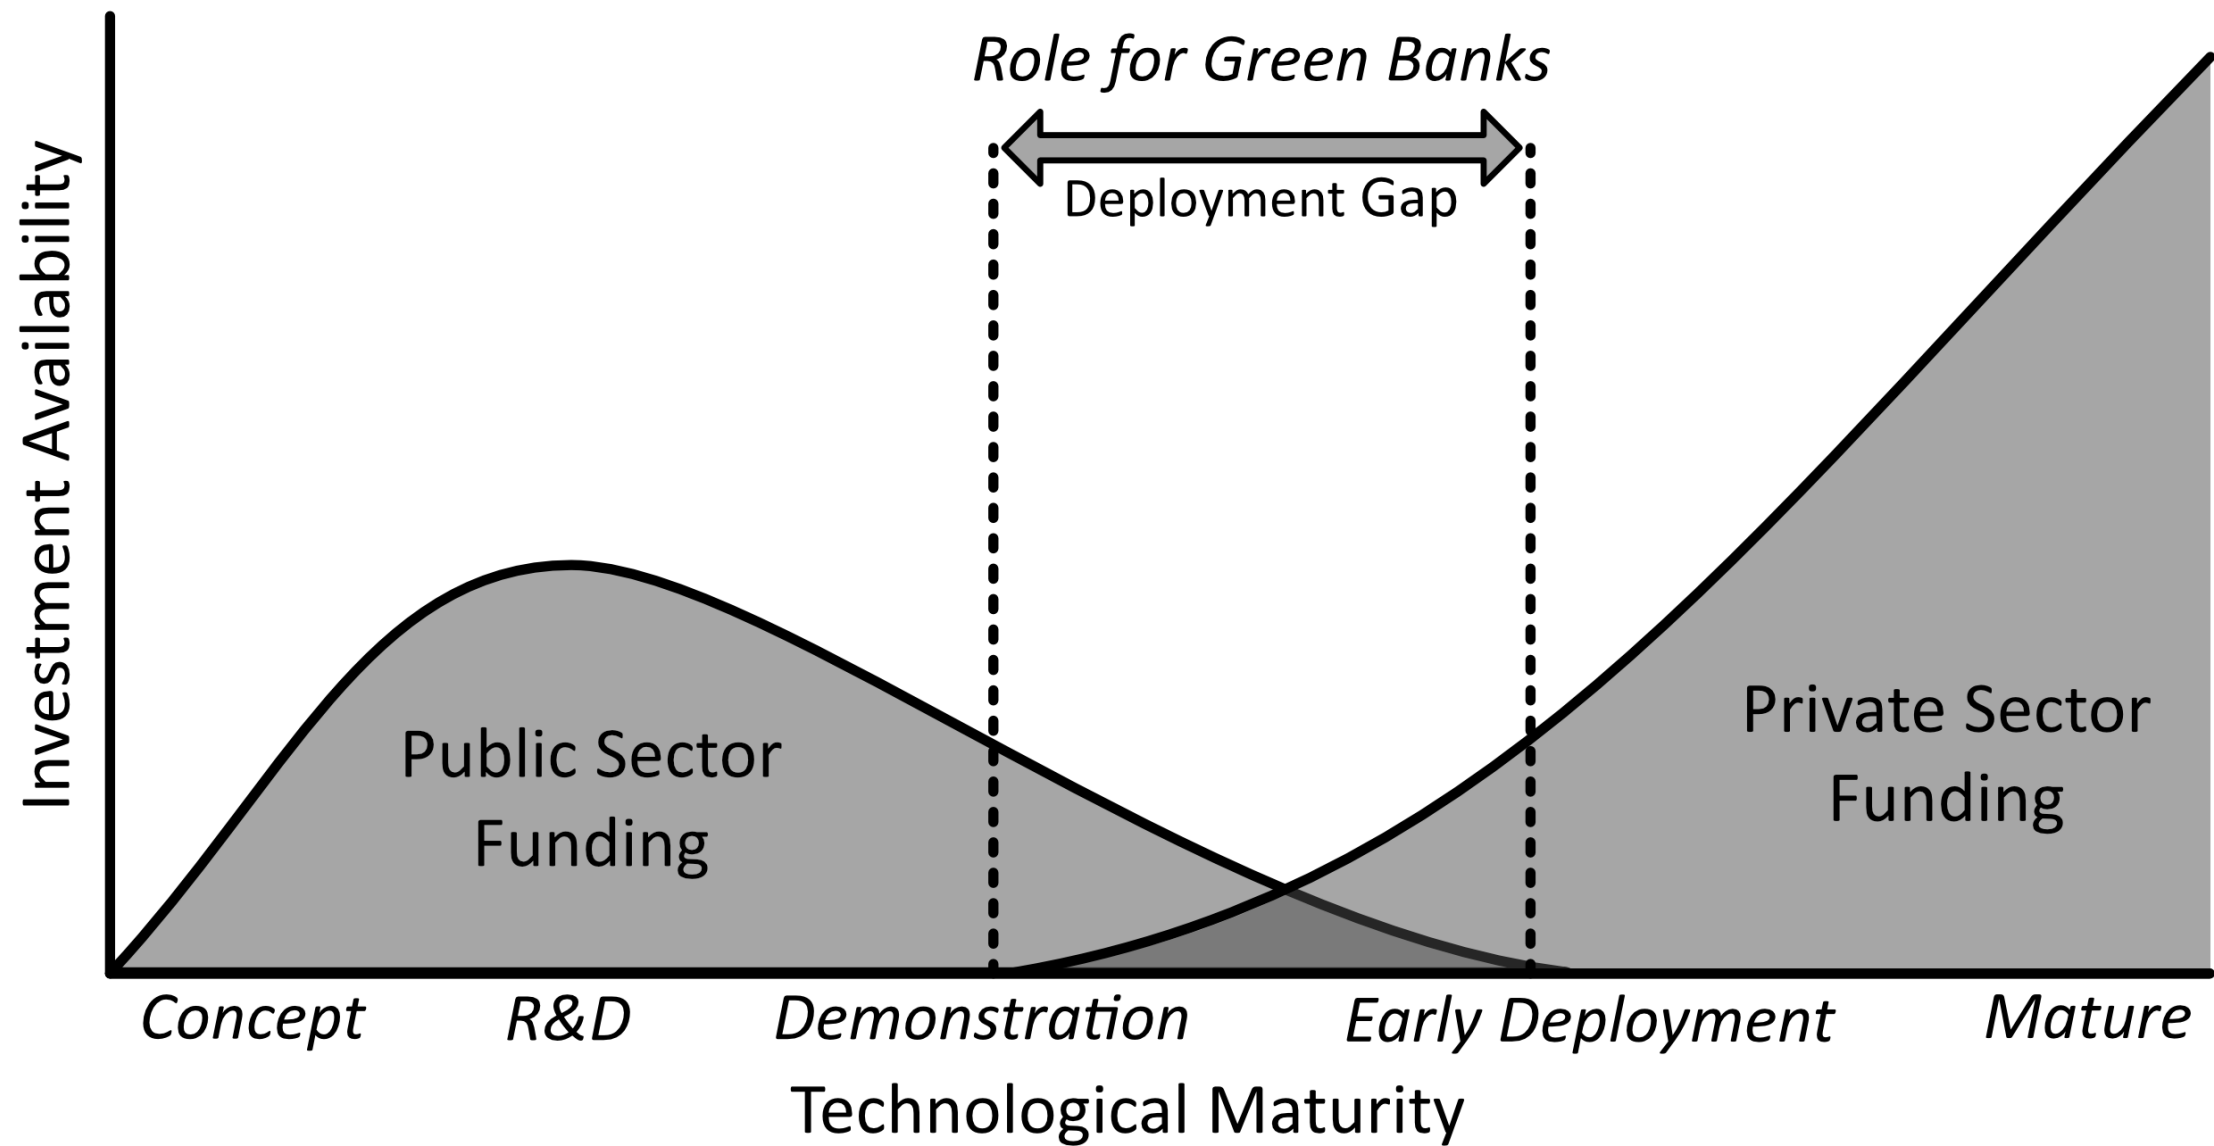 Role for Green Banks
Deployment Gap
Investment Availability
Public Sector
Funding
Private Sector
Funding
Concept
R&D
Demonstration
Early Deployment
Mature
Technological Maturity